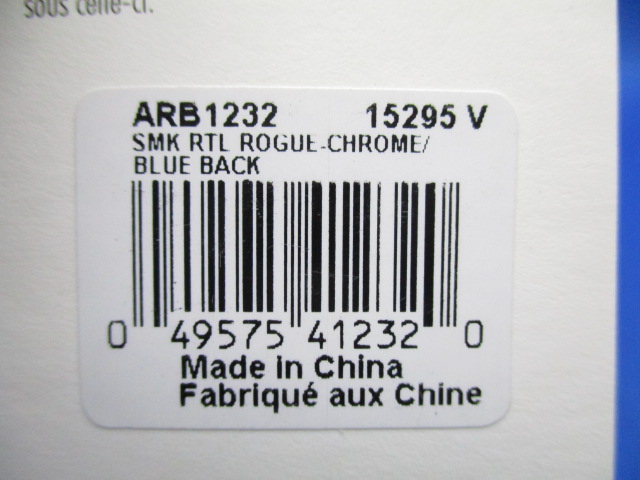 sous celle-ci.
ARB1232 15295 V
SMK RTL ROGUE-CHROME/
BLUE BACK
0 49575 41232 0
Made in China
Fabriqué aux Chine